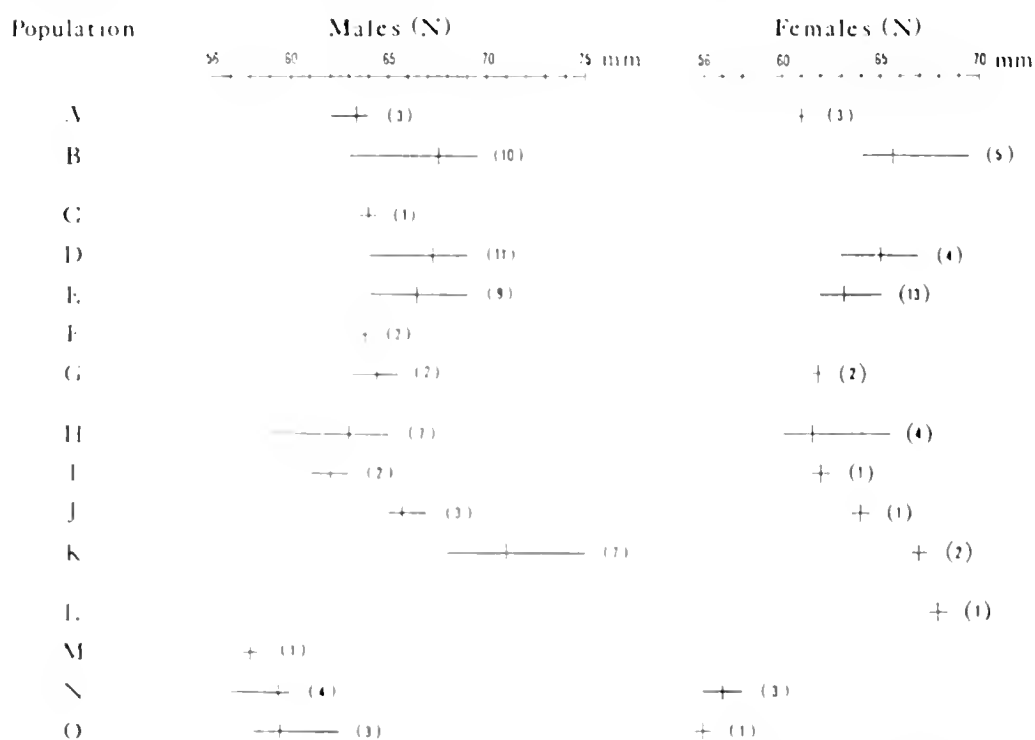 Population Males (N) Females (N)
56 60 65 70 75 mm 56 60 65 70 mm
A (3) (3)
B (10) (5)
C (1)
D (11) (4)
E (9) (13)
F (2)
G (2) (2)
H (7) (4)
I (2) (1)
J (3) (1)
K (7) (2)
L (1)
M (1)
N (4) (3)
O (3) (1)